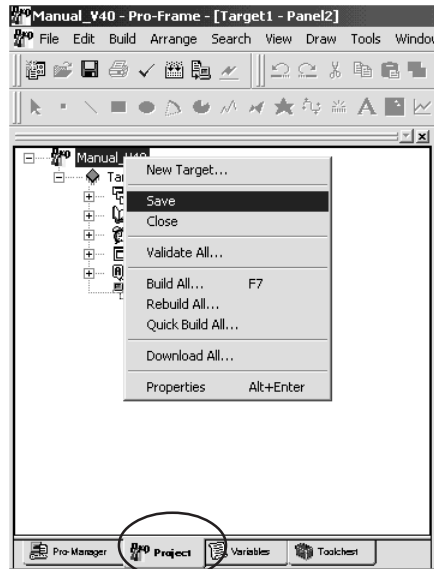 Manual_V40 - Pro-Frame - [Target1 - Panel2]
File Edit Build Arrange Search View Draw Tools Window
Manual_V40
New Target...
Save
Close
Validate All...
Build All... F7
Rebuild All...
Quick Build All...
Download All...
Properties Alt+Enter
Pro-Manager Project Variables Toolchest